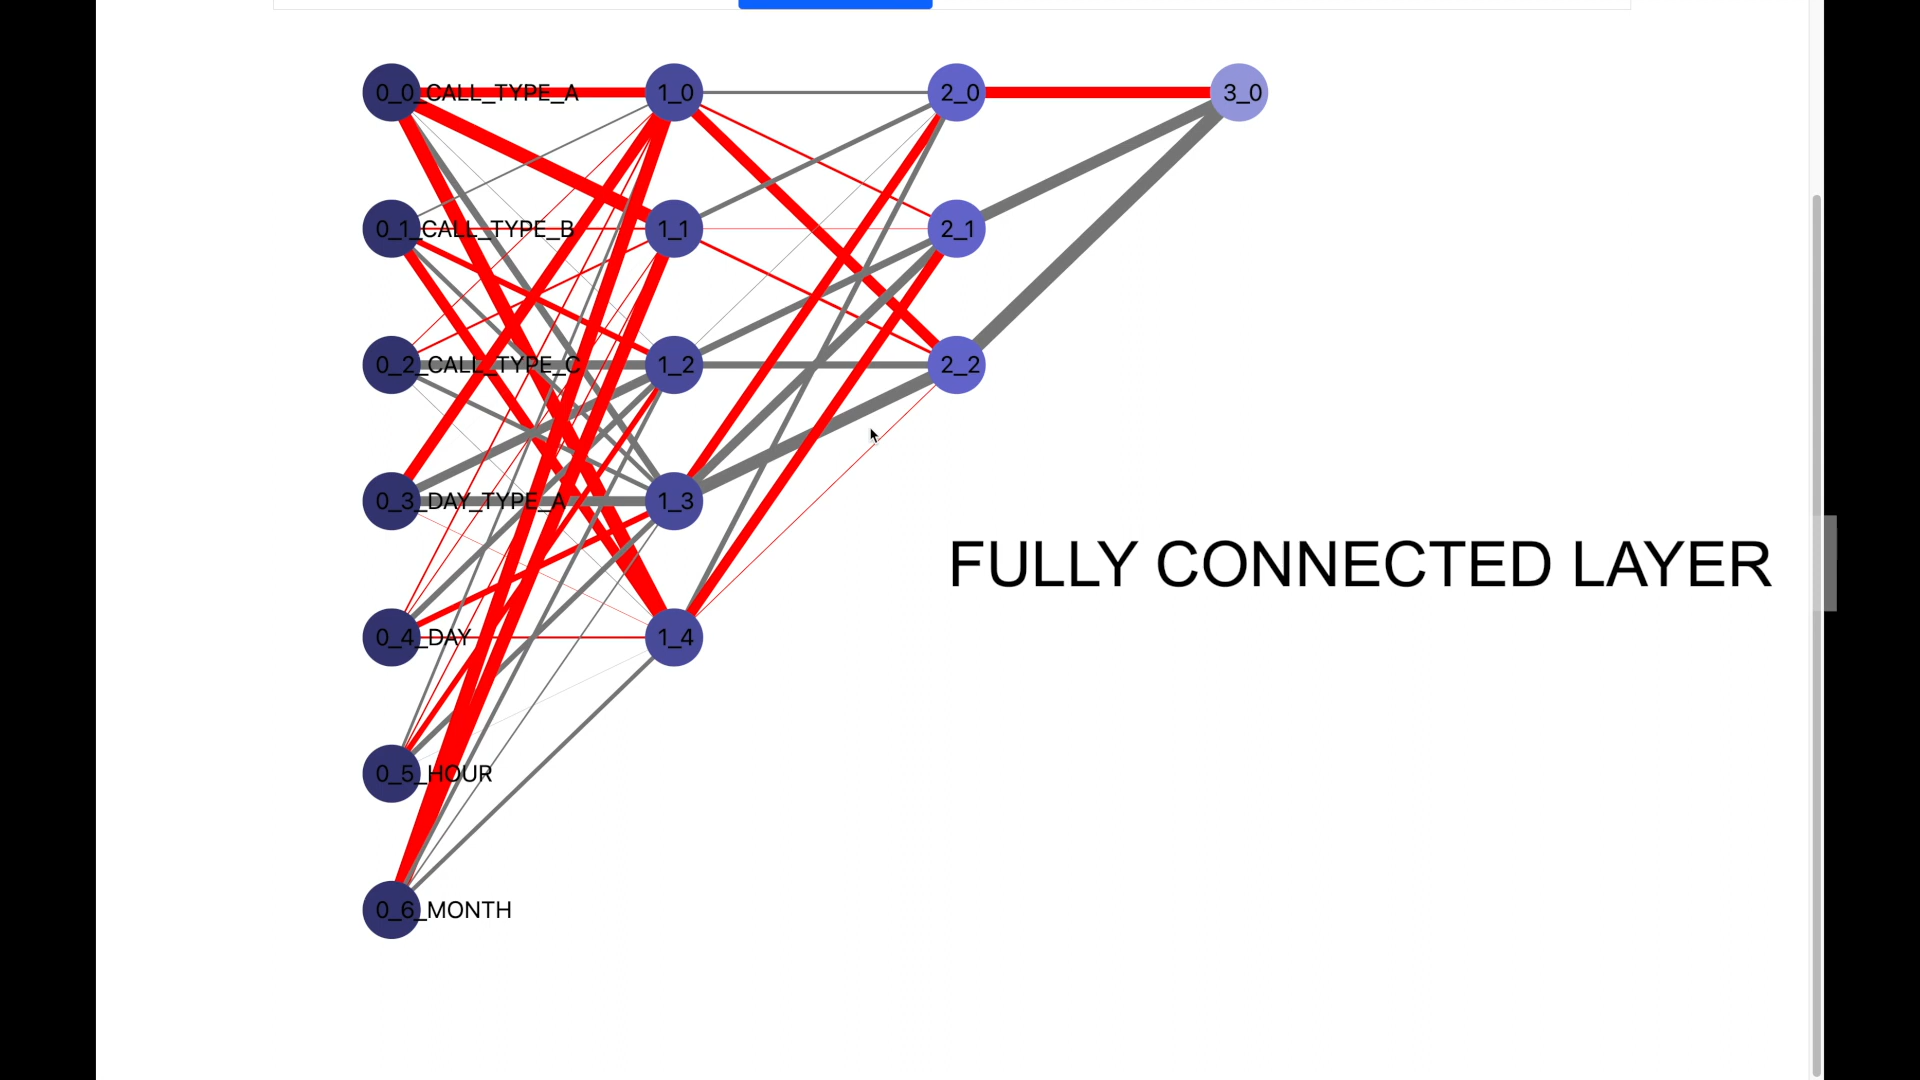 0_0_CALL_TYPE_A 1_0 2_0 3_0
0_1_CALL_TYPE_B 1_1 2_1
0_2_CALL_TYPE_C 1_2 2_2
0_3_DAY_TYPE_A 1_3
FULLY CONNECTED LAYER
0_4_DAY 1_4
0_5_HOUR
0_6_MONTH